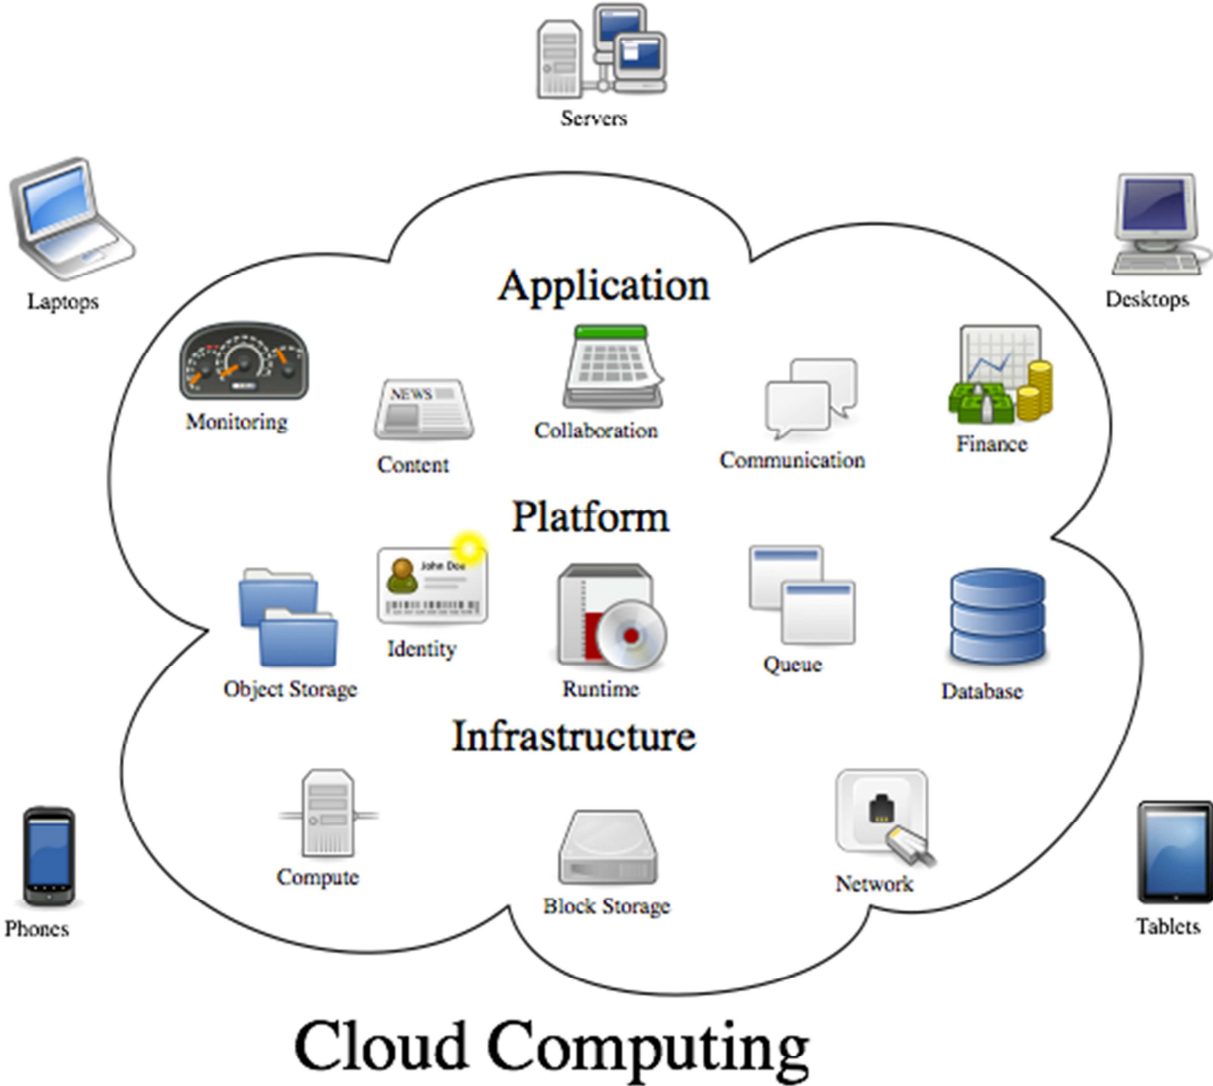 Servers
Laptops
Desktops
Application
Monitoring
NEWS
Content
Collaboration
Communication
Finance
Platform
John Doe
Object Storage
Identity
Runtime
Queue
Database
Infrastructure
Compute
Block Storage
Network
Phones
Tablets
Cloud Computing